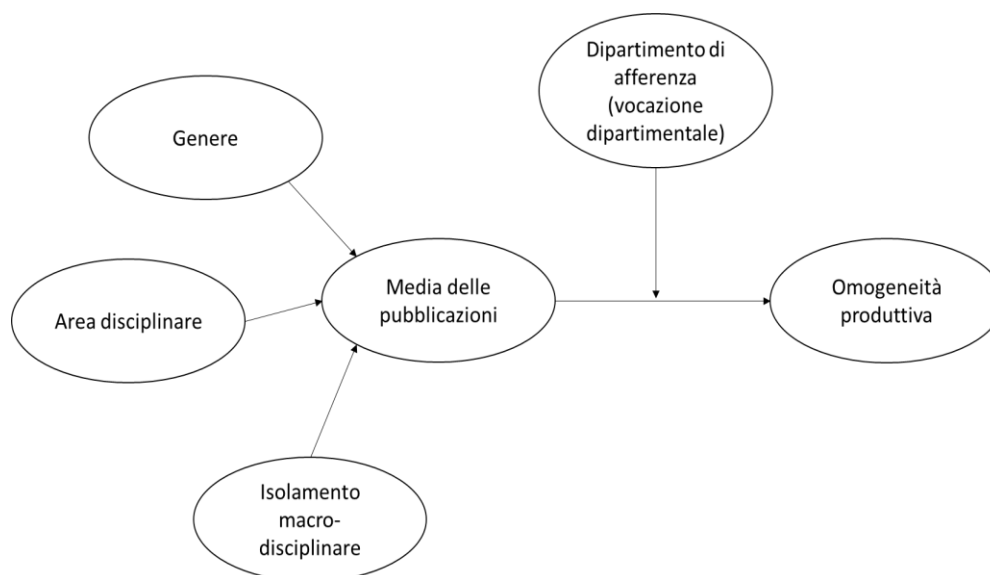 Dipartimento di
afferenza
(vocazione
dipartimentale)
Genere
Media delle
pubblicazioni
Omogeneità
produttiva
Area disciplinare
Isolamento
macro-
disciplinare